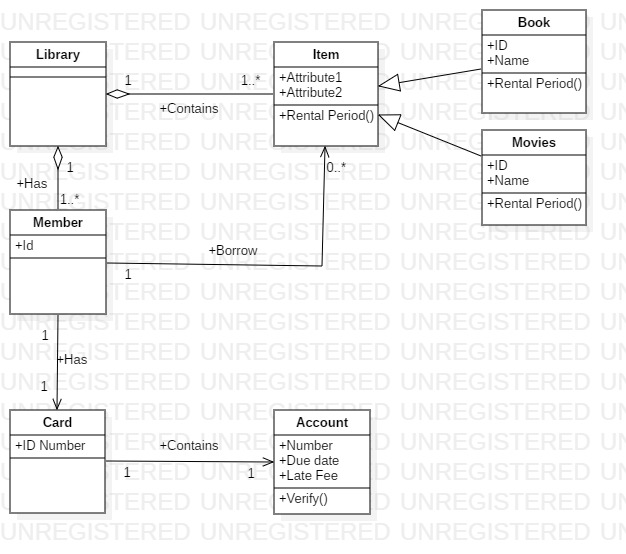 Library
1
+Contains
1..*
Item
+Attribute1
+Attribute2
+Rental Period()
Book
+ID
+Name
+Rental Period()
Movies
+ID
+Name
+Rental Period()
1
+Has
1..*
Member
+Id
1
+Borrow
0..*
1
+Has
1
Card
+ID Number
1
+Contains
1
Account
+Number
+Due date
+Late Fee
+Verify()
UNREGISTERED